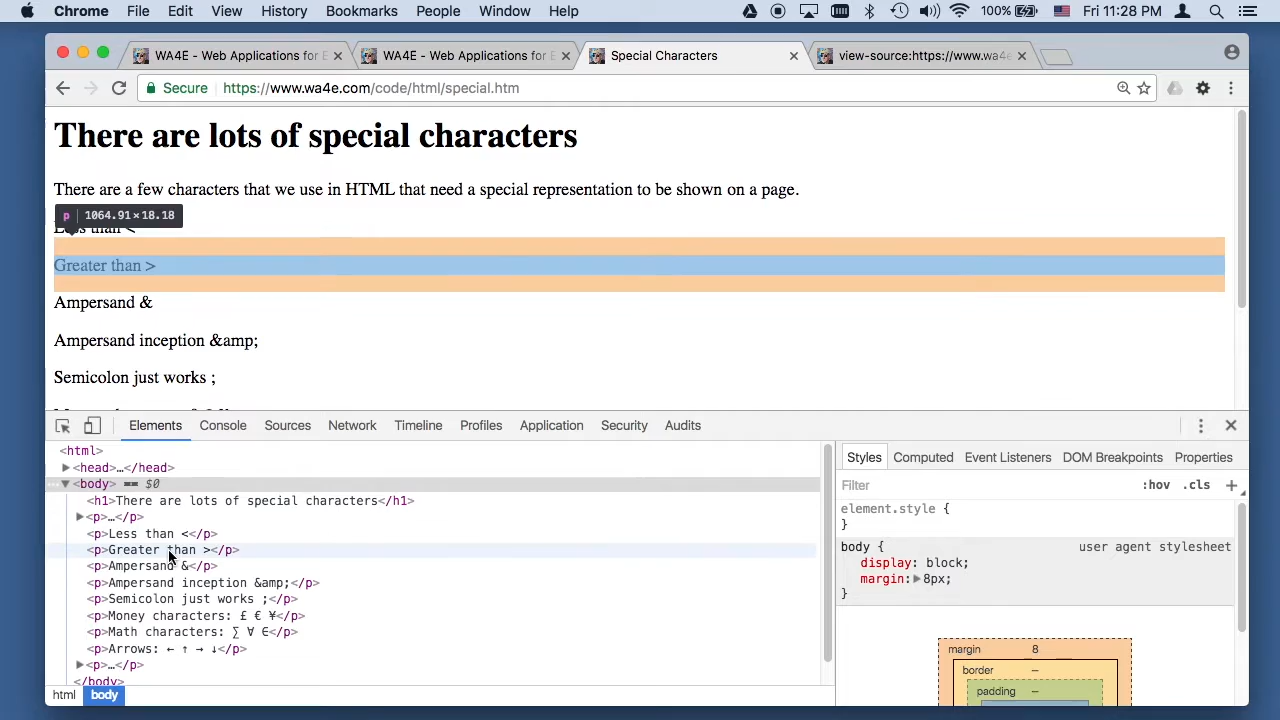 Chrome File Edit View History Bookmarks People Window Help 100% Fri 11:28 PM
WA4E - Web Applications for E WA4E - Web Applications for E Special Characters view-source:https://www.wa4e
Secure https://www.wa4e.com/code/html/special.htm
There are lots of special characters
There are a few characters that we use in HTML that need a special representation to be shown on a page.
p 1064.91×18.18
Less than <
Greater than >
Ampersand &
Ampersand inception &amp;
Semicolon just works ;
Elements Console Sources Network Timeline Profiles Application Security Audits
<html>
<head>…</head>
<body> == $0
<h1>There are lots of special characters</h1>
<p>…</p>
<p>Less than <</p>
<p>Greater than ></p>
<p>Ampersand &</p>
<p>Ampersand inception &amp;</p>
<p>Semicolon just works ;</p>
<p>Money characters: £ € ¥</p>
<p>Math characters: ∑ ∀ ∈</p>
<p>Arrows: ← ↑ → ↓</p>
<p>…</p>
</body>
html body
Styles Computed Event Listeners DOM Breakpoints Properties
Filter :hov .cls +
element.style {
}
body { user agent stylesheet
display: block;
margin: 8px;
}
margin 8
border –
padding –